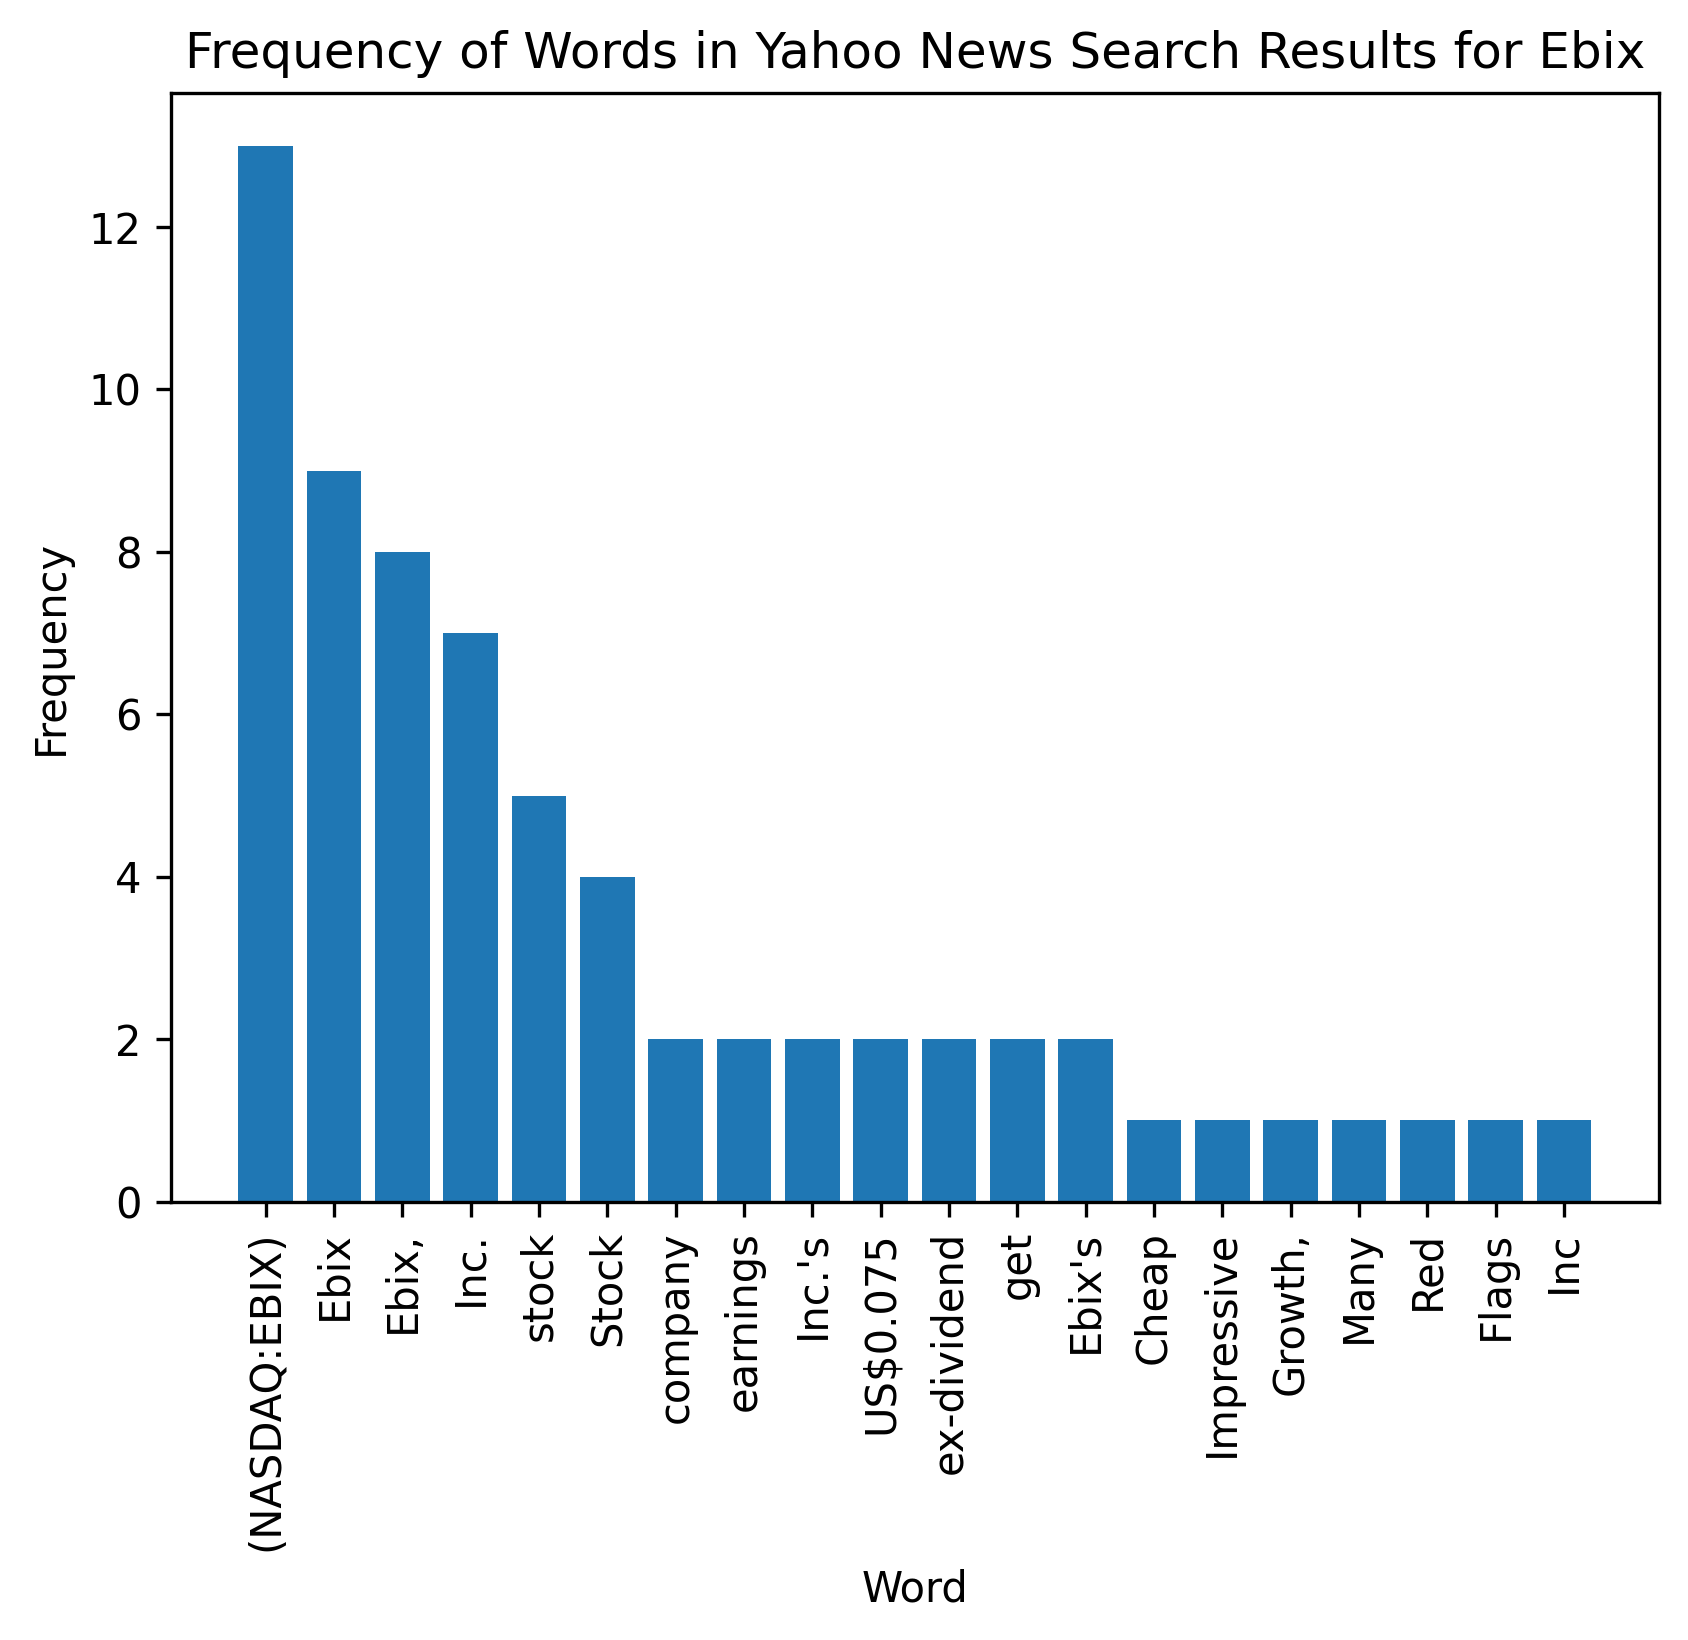 Frequency of Words in Yahoo News Search Results for Ebix
Frequency
12
10
8
6
4
2
0
(NASDAQ:EBIX)
Ebix
Ebix,
Inc.
stock
Stock
company
earnings
Inc.'s
US$0.075
ex-dividend
get
Ebix's
Cheap
Impressive
Growth,
Many
Red
Flags
Inc
Word